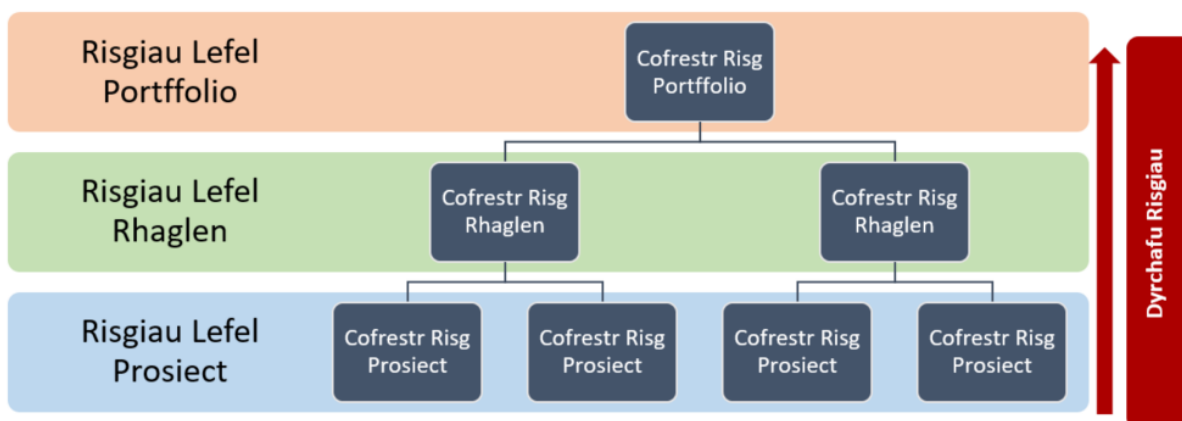 Risgiau Lefel
Portffolio
Cofrestr Risg
Portffolio
Risgiau Lefel
Rhaglen
Cofrestr Risg
Rhaglen
Cofrestr Risg
Rhaglen
Risgiau Lefel
Prosiect
Cofrestr Risg
Prosiect
Cofrestr Risg
Prosiect
Cofrestr Risg
Prosiect
Cofrestr Risg
Prosiect
Dyrchafu Risgiau